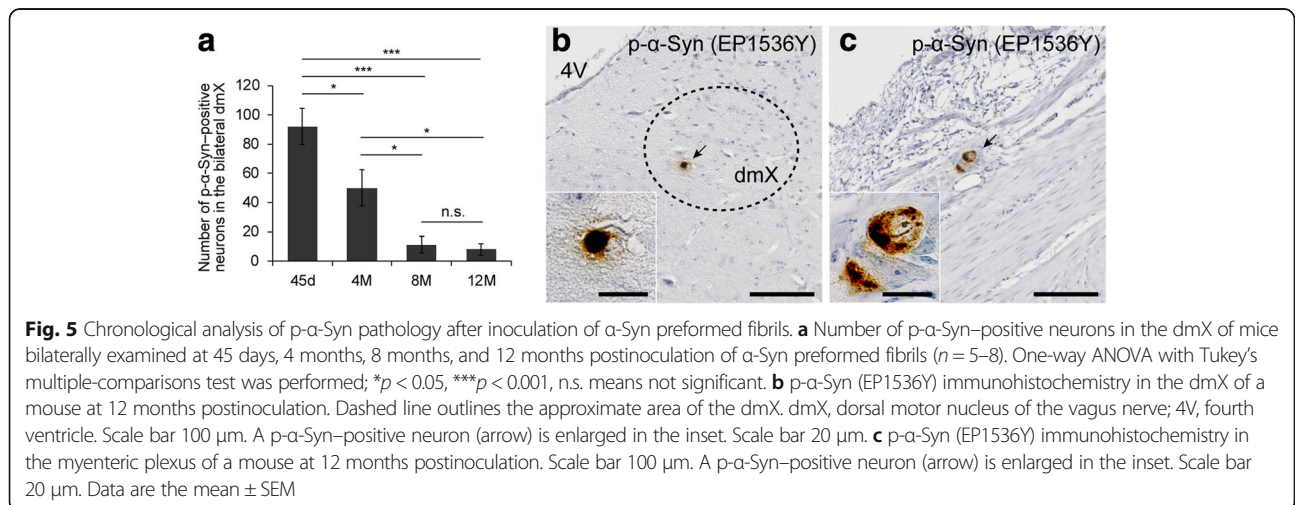 a
***
***
*
*
*
n.s.
Number of p-α-Syn–positive
neurons in the bilateral dmX
120
100
80
60
40
20
0
45d 4M 8M 12M
b p-α-Syn (EP1536Y)
4V
dmX
c p-α-Syn (EP1536Y)
Fig. 5 Chronological analysis of p-α-Syn pathology after inoculation of α-Syn preformed fibrils. a Number of p-α-Syn–positive neurons in the dmX of mice
bilaterally examined at 45 days, 4 months, 8 months, and 12 months postinoculation of α-Syn preformed fibrils (n = 5–8). One-way ANOVA with Tukey's
multiple-comparisons test was performed; *p < 0.05, ***p < 0.001, n.s. means not significant. b p-α-Syn (EP1536Y) immunohistochemistry in the dmX of a
mouse at 12 months postinoculation. Dashed line outlines the approximate area of the dmX. dmX, dorsal motor nucleus of the vagus nerve; 4V, fourth
ventricle. Scale bar 100 μm. A p-α-Syn–positive neuron (arrow) is enlarged in the inset. Scale bar 20 μm. c p-α-Syn (EP1536Y) immunohistochemistry in
the myenteric plexus of a mouse at 12 months postinoculation. Scale bar 100 μm. A p-α-Syn–positive neuron (arrow) is enlarged in the inset. Scale bar
20 μm. Data are the mean ± SEM